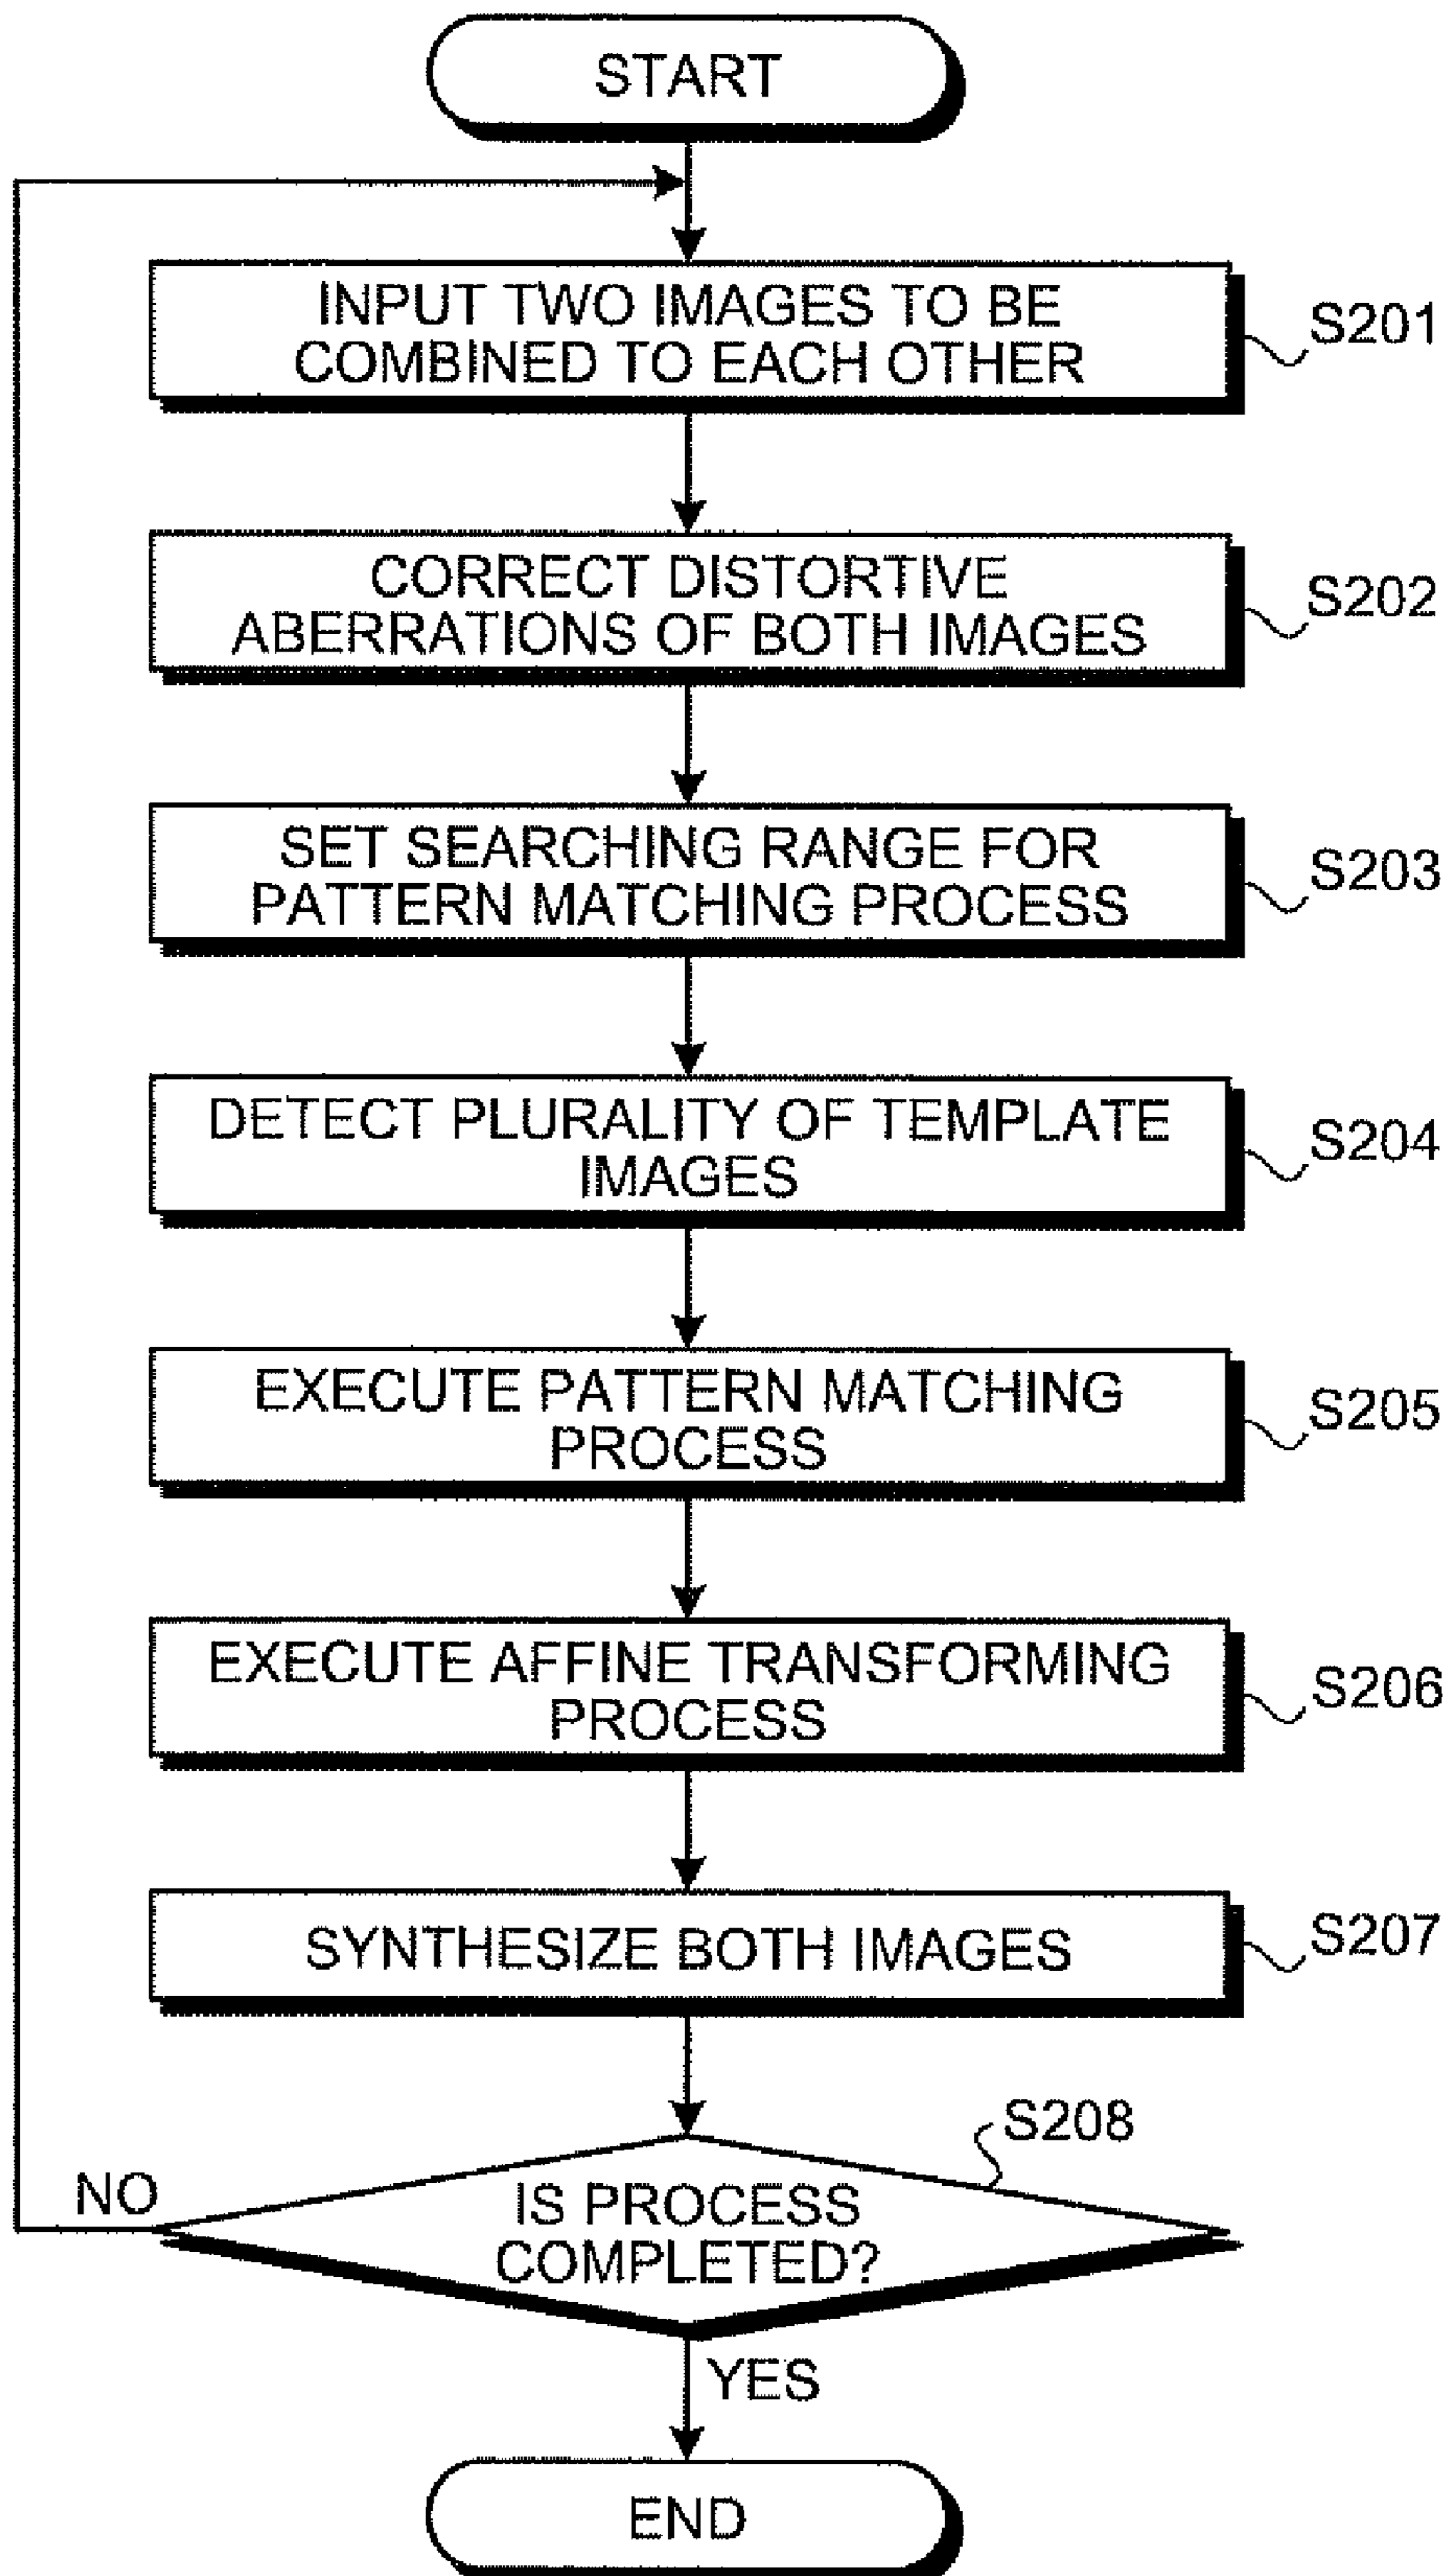 START
INPUT TWO IMAGES TO BE
COMBINED TO EACH OTHER
S201
CORRECT DISTORTIVE
ABERRATIONS OF BOTH IMAGES
S202
SET SEARCHING RANGE FOR
PATTERN MATCHING PROCESS
S203
DETECT PLURALITY OF TEMPLATE
IMAGES
S204
EXECUTE PATTERN MATCHING
PROCESS
S205
EXECUTE AFFINE TRANSFORMING
PROCESS
S206
SYNTHESIZE BOTH IMAGES
S207
S208
NO
IS PROCESS
COMPLETED?
YES
END